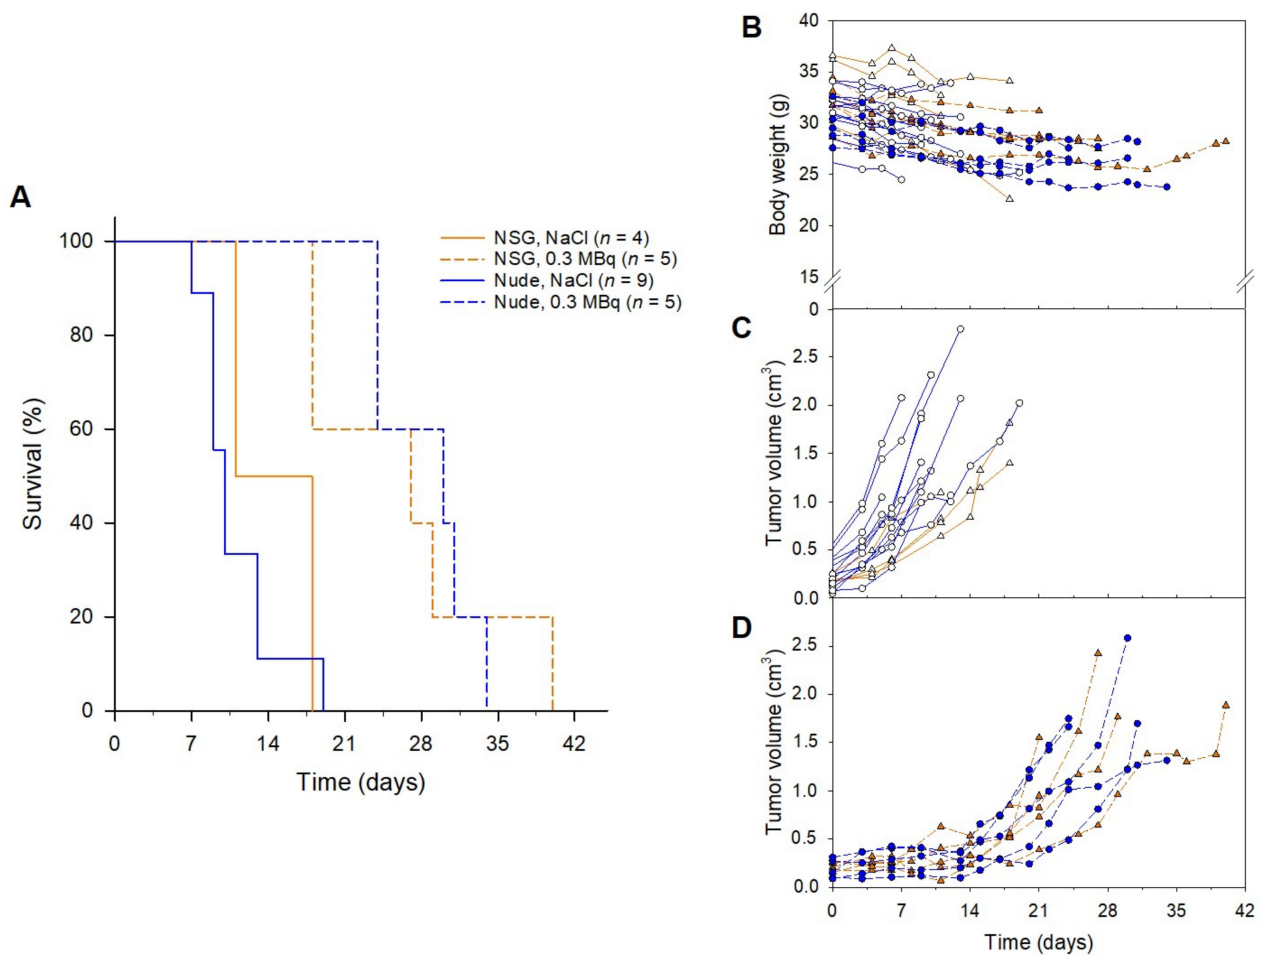 A
100
80
60
40
20
0
Survival (%)
0 7 14 21 28 35 42
Time (days)
NSG, NaCl (n = 4)
NSG, 0.3 MBq (n = 5)
Nude, NaCl (n = 9)
Nude, 0.3 MBq (n = 5)
B
40
35
30
25
20
15
0
Body weight (g)
C
2.5
2.0
1.5
1.0
0.5
0.0
Tumor volume (cm³)
D
2.5
2.0
1.5
1.0
0.5
0.0
Tumor volume (cm³)
0 7 14 21 28 35 42
Time (days)